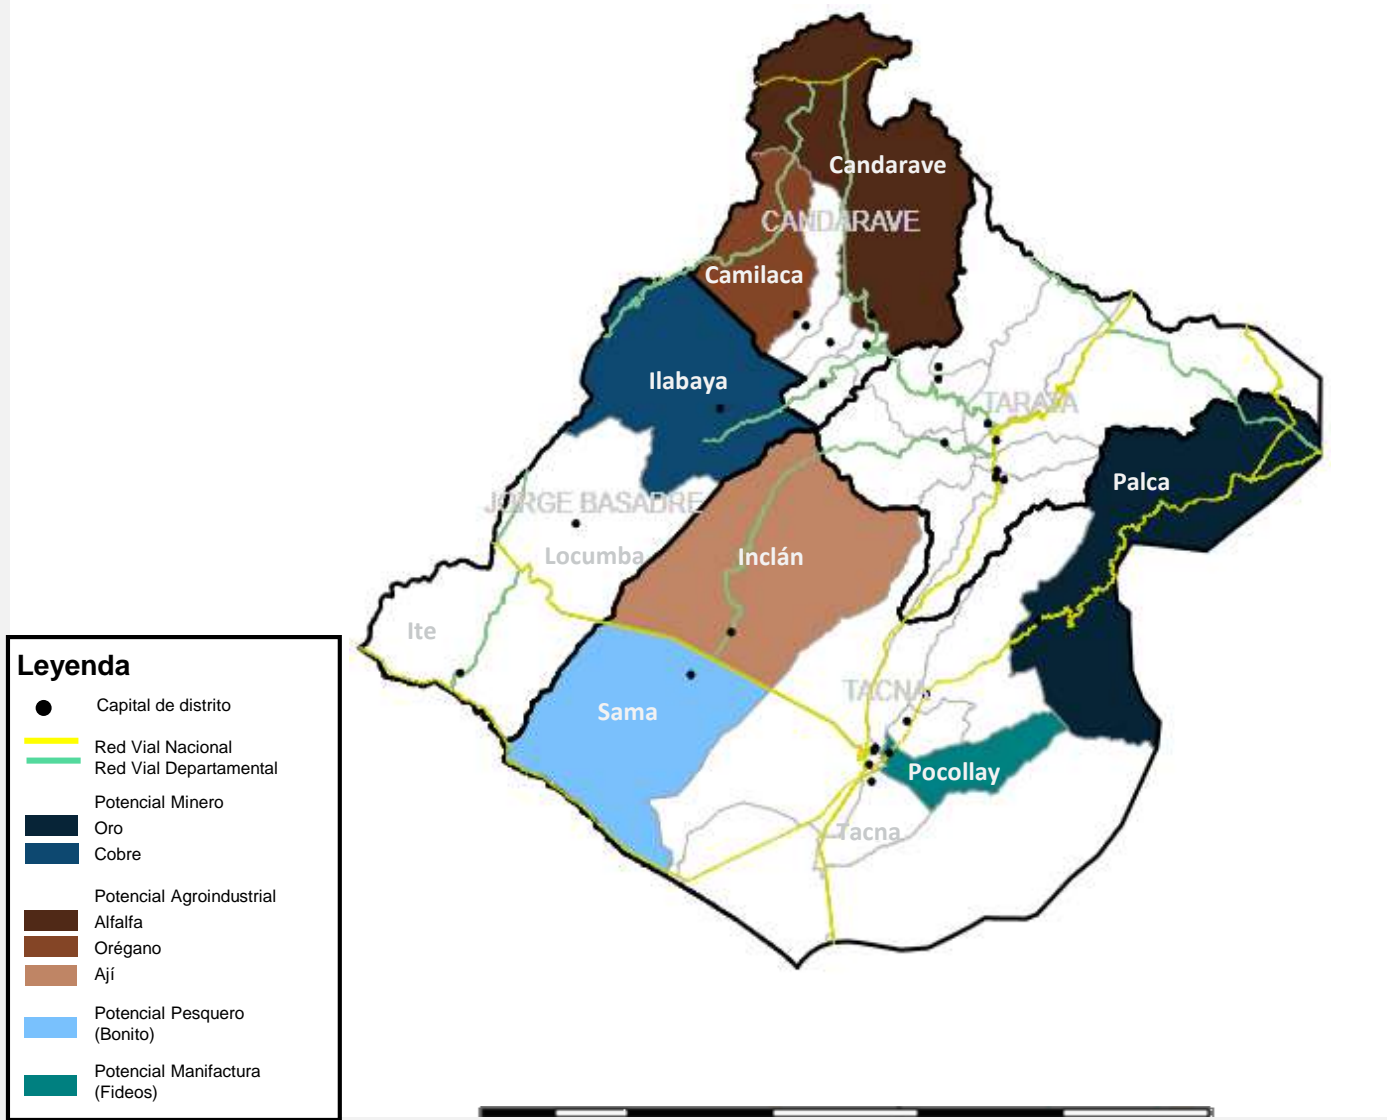 Candarave
CANDARAVE
Camilaca
Ilabaya
TARATA
Palca
JORGE BASADRE
Locumba
Inclán
Ite
TACNA
Sama
Pocollay
Tacna
Leyenda
Capital de distrito
Red Vial Nacional
Red Vial Departamental
Potencial Minero
Oro
Cobre
Potencial Agroindustrial
Alfalfa
Orégano
Ají
Potencial Pesquero
(Bonito)
Potencial Manifactura
(Fideos)